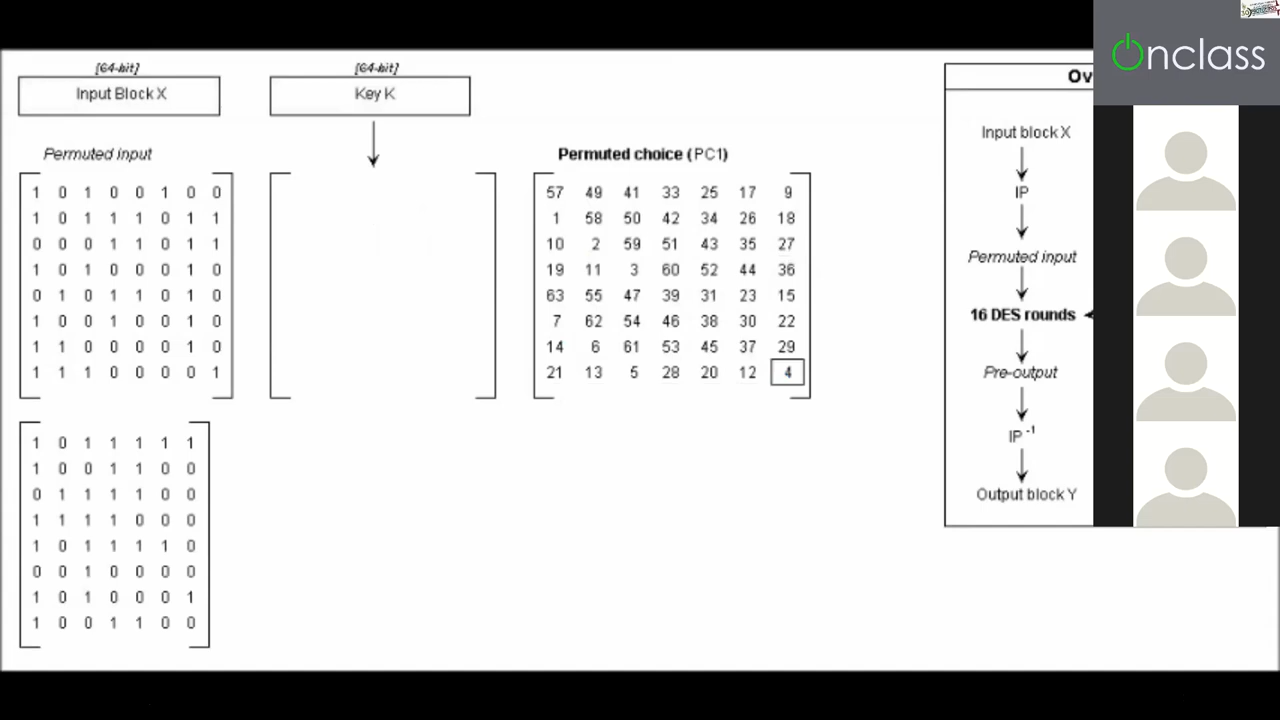 [64-bit]
Input Block X
[64-bit]
Key K
Permuted input
1 0 1 0 0 1 0 0
1 0 1 1 1 0 1 1
0 0 0 1 1 0 1 1
1 0 1 0 0 0 1 0
0 1 0 1 1 0 1 0
1 0 0 1 0 0 1 0
1 1 0 0 0 0 1 0
1 1 1 0 0 0 0 1
Permuted choice (PC1)
57 49 41 33 25 17 9
1 58 50 42 34 26 18
10 2 59 51 43 35 27
19 11 3 60 52 44 36
63 55 47 39 31 23 15
7 62 54 46 38 30 22
14 6 61 53 45 37 29
21 13 5 28 20 12 4
1 0 1 1 1 1 1
1 0 0 1 1 0 0
0 1 1 1 1 0 0
1 1 1 1 0 0 0
1 0 1 1 1 1 0
0 0 1 0 0 0 0
1 0 1 0 0 0 1
1 0 0 1 1 0 0
Ov
Input block X
IP
Permuted input
16 DES rounds
Pre-output
IP -1
Output block Y
Onclass